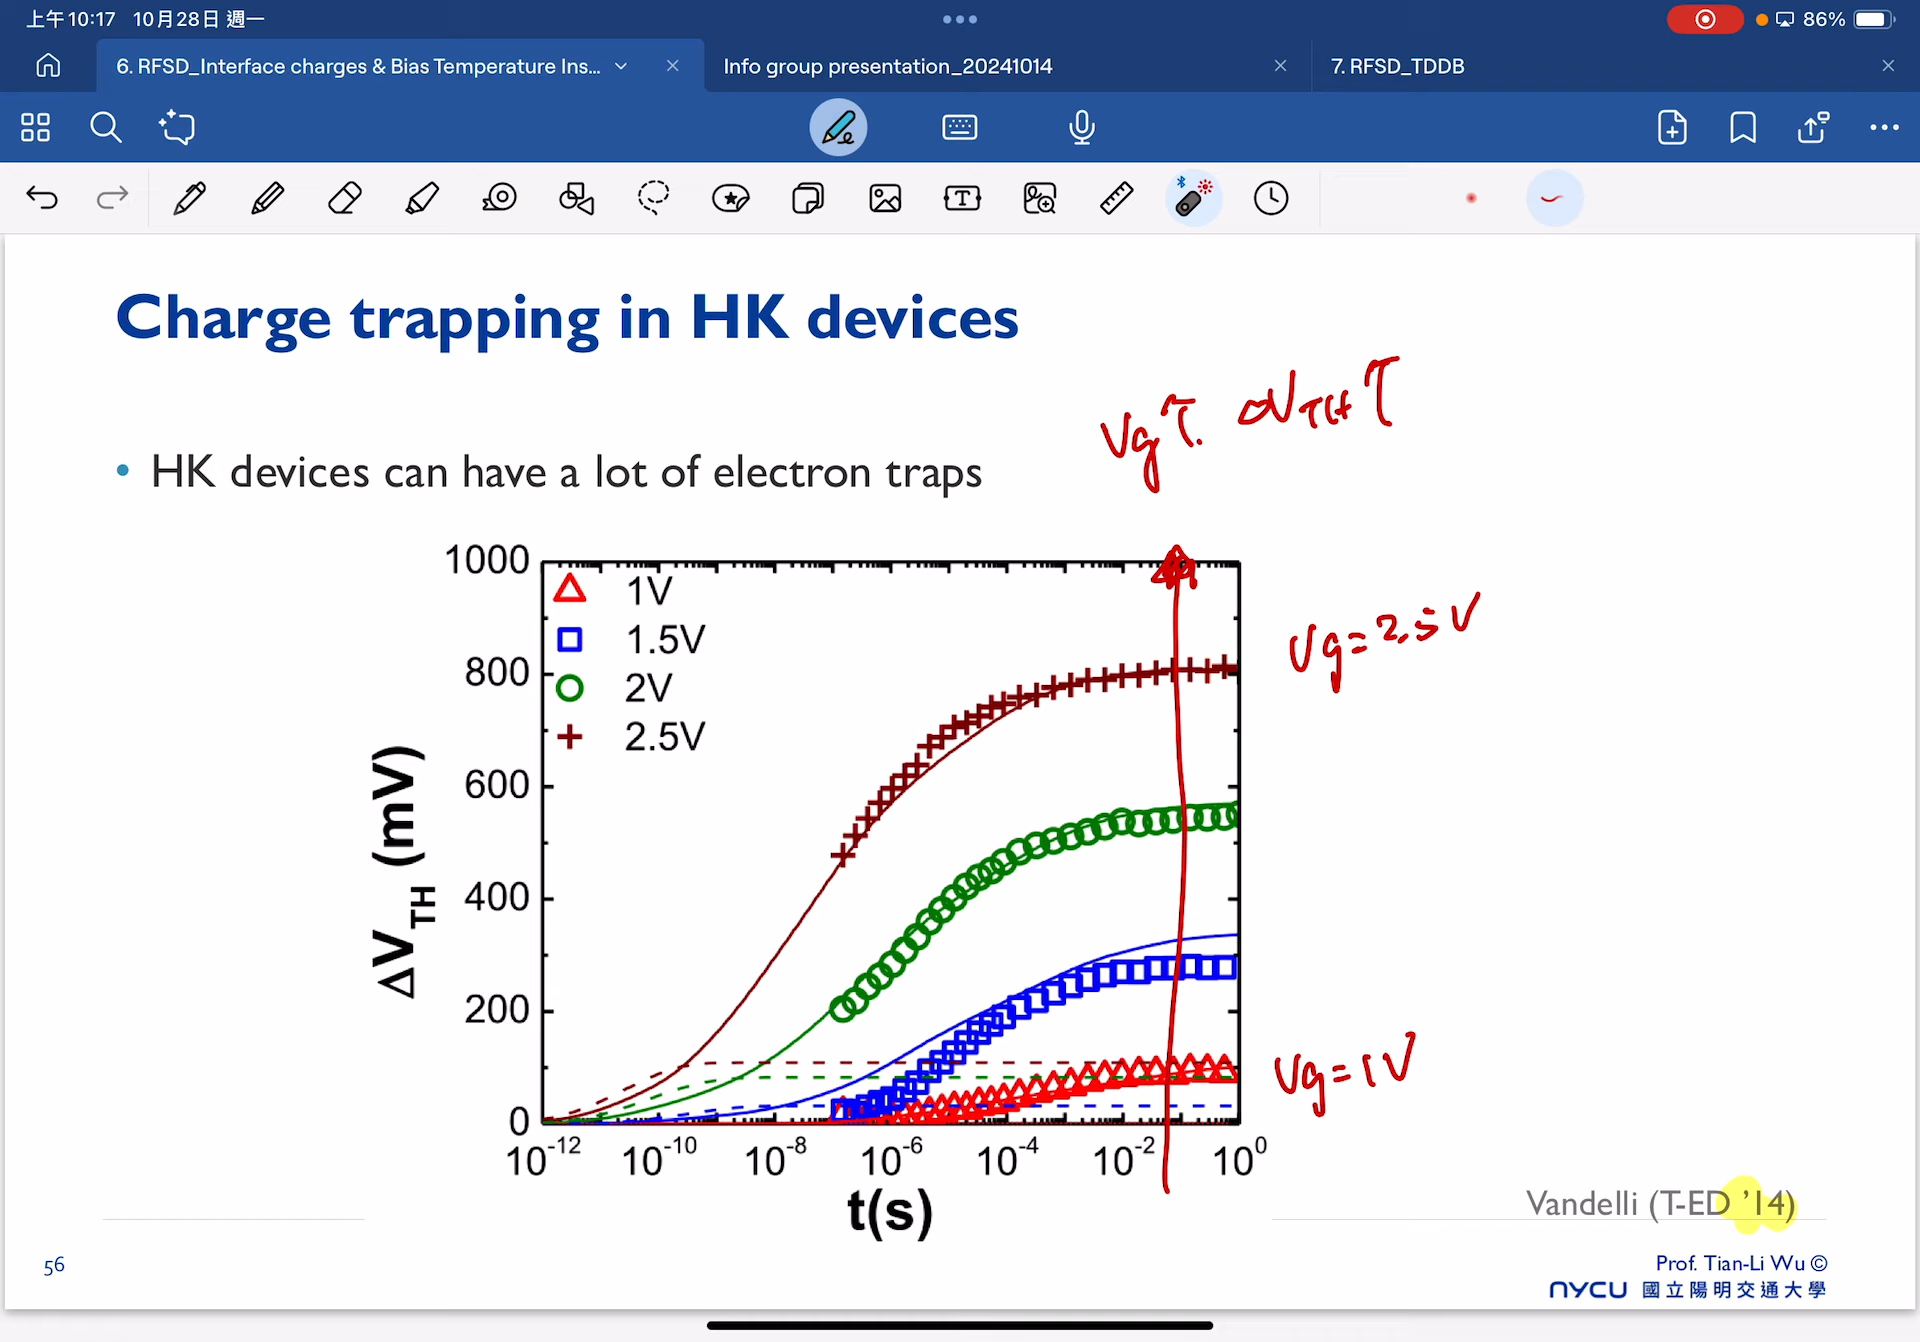 上午10:17 10月28日 週一
86%
6. RFSD_Interface charges & Bias Temperature Ins...
Info group presentation_20241014
7. RFSD_TDDB
Charge trapping in HK devices
Vg↑. ΔVTH↑
• HK devices can have a lot of electron traps
1000
800
600
400
200
0
1V
1.5V
2V
2.5V
ΔVTH (mV)
Vg=2.5V
Vg=1V
10-12 10-10 10-8 10-6 10-4 10-2 100
t(s)
Vandelli (T-ED ’14)
56
Prof. Tian-Li Wu ©
NYCU 國立陽明交通大學